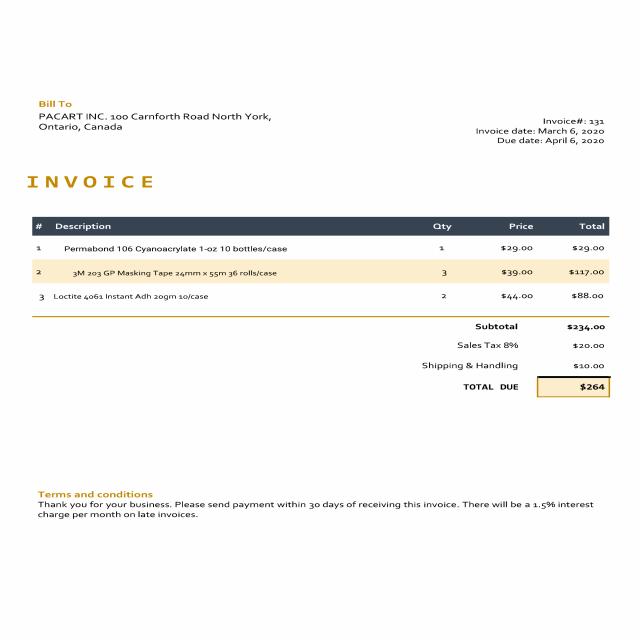 Bill To
PACART INC. 100 Carnforth Road North York,
Ontario, Canada
Invoice#: 131
Invoice date: March 6, 2020
Due date: April 6, 2020
INVOICE
# Description Qty Price Total
1 Permabond 106 Cyanoacrylate 1-oz 10 bottles/case 1 $29.00 $29.00
2 3M 203 GP Masking Tape 24mm x 55m 36 rolls/case 3 $39.00 $117.00
3 Loctite 4061 Instant Adh 20gm 10/case 2 $44.00 $88.00
Subtotal $234.00
Sales Tax 8% $20.00
Shipping & Handling $10.00
TOTAL DUE $264
Terms and conditions
Thank you for your business. Please send payment within 30 days of receiving this invoice. There will be a 1.5% interest
charge per month on late invoices.